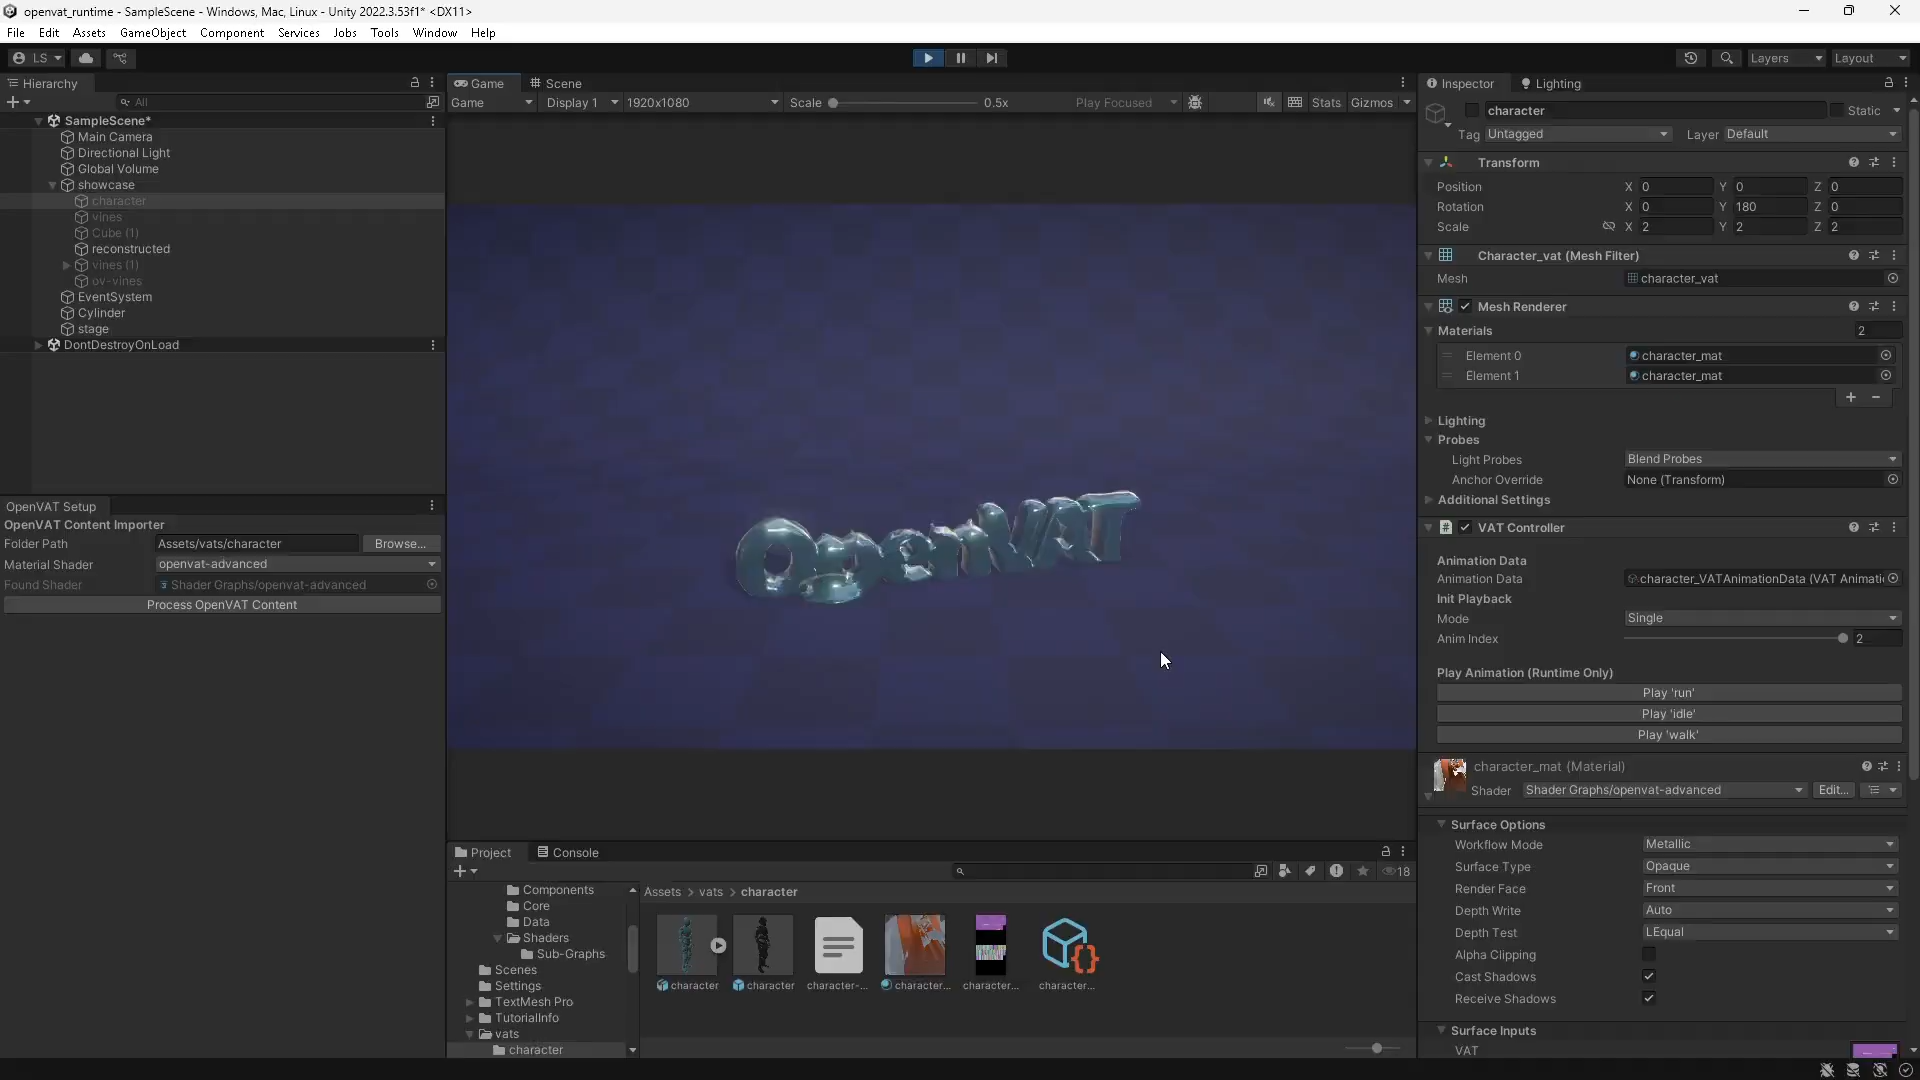 openvat_runtime - SampleScene - Windows, Mac, Linux - Unity 2022.3.53f1* <DX11>
File Edit Assets GameObject Component Services Jobs Tools Window Help
LS
Layers Layout
Hierarchy
All
SampleScene*
Main Camera
Directional Light
Global Volume
showcase
character
vines
Cube (1)
reconstructed
vines (1)
ov-vines
EventSystem
Cylinder
stage
DontDestroyOnLoad
OpenVAT Setup
OpenVAT Content Importer
Folder Path Assets/vats/character Browse...
Material Shader openvat-advanced
Found Shader Shader Graphs/openvat-advanced
Process OpenVAT Content
Game Scene
Game Display 1 1920x1080 Scale 0.5x Play Focused Stats Gizmos
OpenVAT
Project Console
18
Components
Core
Data
Shaders
Sub-Graphs
Scenes
Settings
TextMesh Pro
TutorialInfo
vats
character
Assets > vats > character
character character character-... character... character... character...
Inspector Lighting
character Static
Tag Untagged Layer Default
Transform
Position X 0 Y 0 Z 0
Rotation X 0 Y 180 Z 0
Scale X 2 Y 2 Z 2
Character_vat (Mesh Filter)
Mesh character_vat
Mesh Renderer
Materials 2
Element 0 character_mat
Element 1 character_mat
Lighting
Probes
Light Probes Blend Probes
Anchor Override None (Transform)
Additional Settings
VAT Controller
Animation Data
Animation Data character_VATAnimationData (VAT Animati
Init Playback
Mode Single
Anim Index 2
Play Animation (Runtime Only)
Play 'run'
Play 'idle'
Play 'walk'
character_mat (Material)
Shader Shader Graphs/openvat-advanced Edit...
Surface Options
Workflow Mode Metallic
Surface Type Opaque
Render Face Front
Depth Write Auto
Depth Test LEqual
Alpha Clipping
Cast Shadows
Receive Shadows
Surface Inputs
VAT